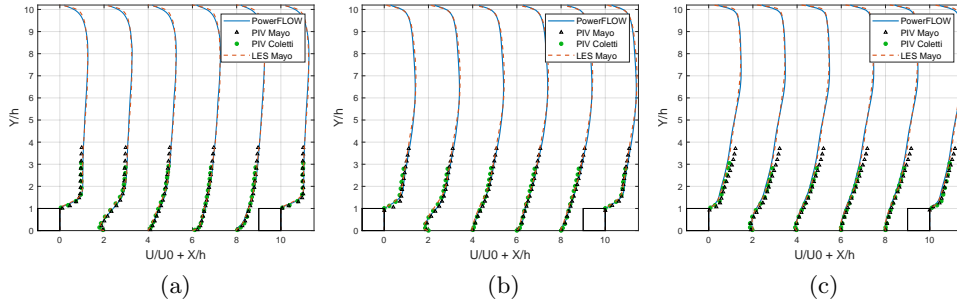 10
9
8
7
6
5
4
3
2
1
0
Y/h
PowerFLOW
PIV Mayo
PIV Coletti
LES Mayo
0 2 4 6 8 10
U/U0 + X/h
(a)
10
9
8
7
6
5
4
3
2
1
0
Y/h
PowerFLOW
PIV Mayo
PIV Coletti
LES Mayo
0 2 4 6 8 10
U/U0 + X/h
(b)
10
9
8
7
6
5
4
3
2
1
0
Y/h
PowerFLOW
PIV Mayo
PIV Coletti
LES Mayo
0 2 4 6 8 10
U/U0 + X/h
(c)